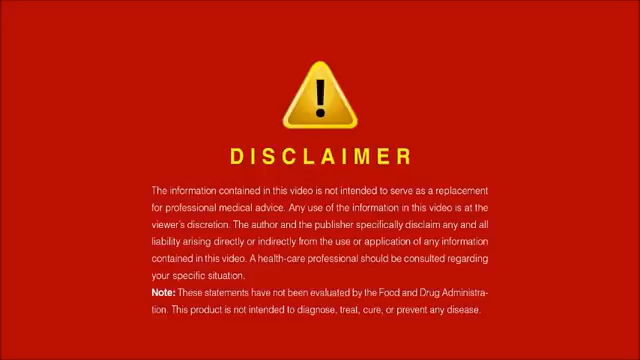 !
DISCLAIMER
The information contained in this video is not intended to serve as a replacement
for professional medical advice. Any use of the information in this video is at the
viewer's discretion. The author and the publisher specifically disclaim any and all
liability arising directly or indirectly from the use or application of any information
contained in this video. A health-care professional should be consulted regarding
your specific situation.
Note: These statements have not been evaluated by the Food and Drug Administra-
tion. This product is not intended to diagnose, treat, cure, or prevent any disease.